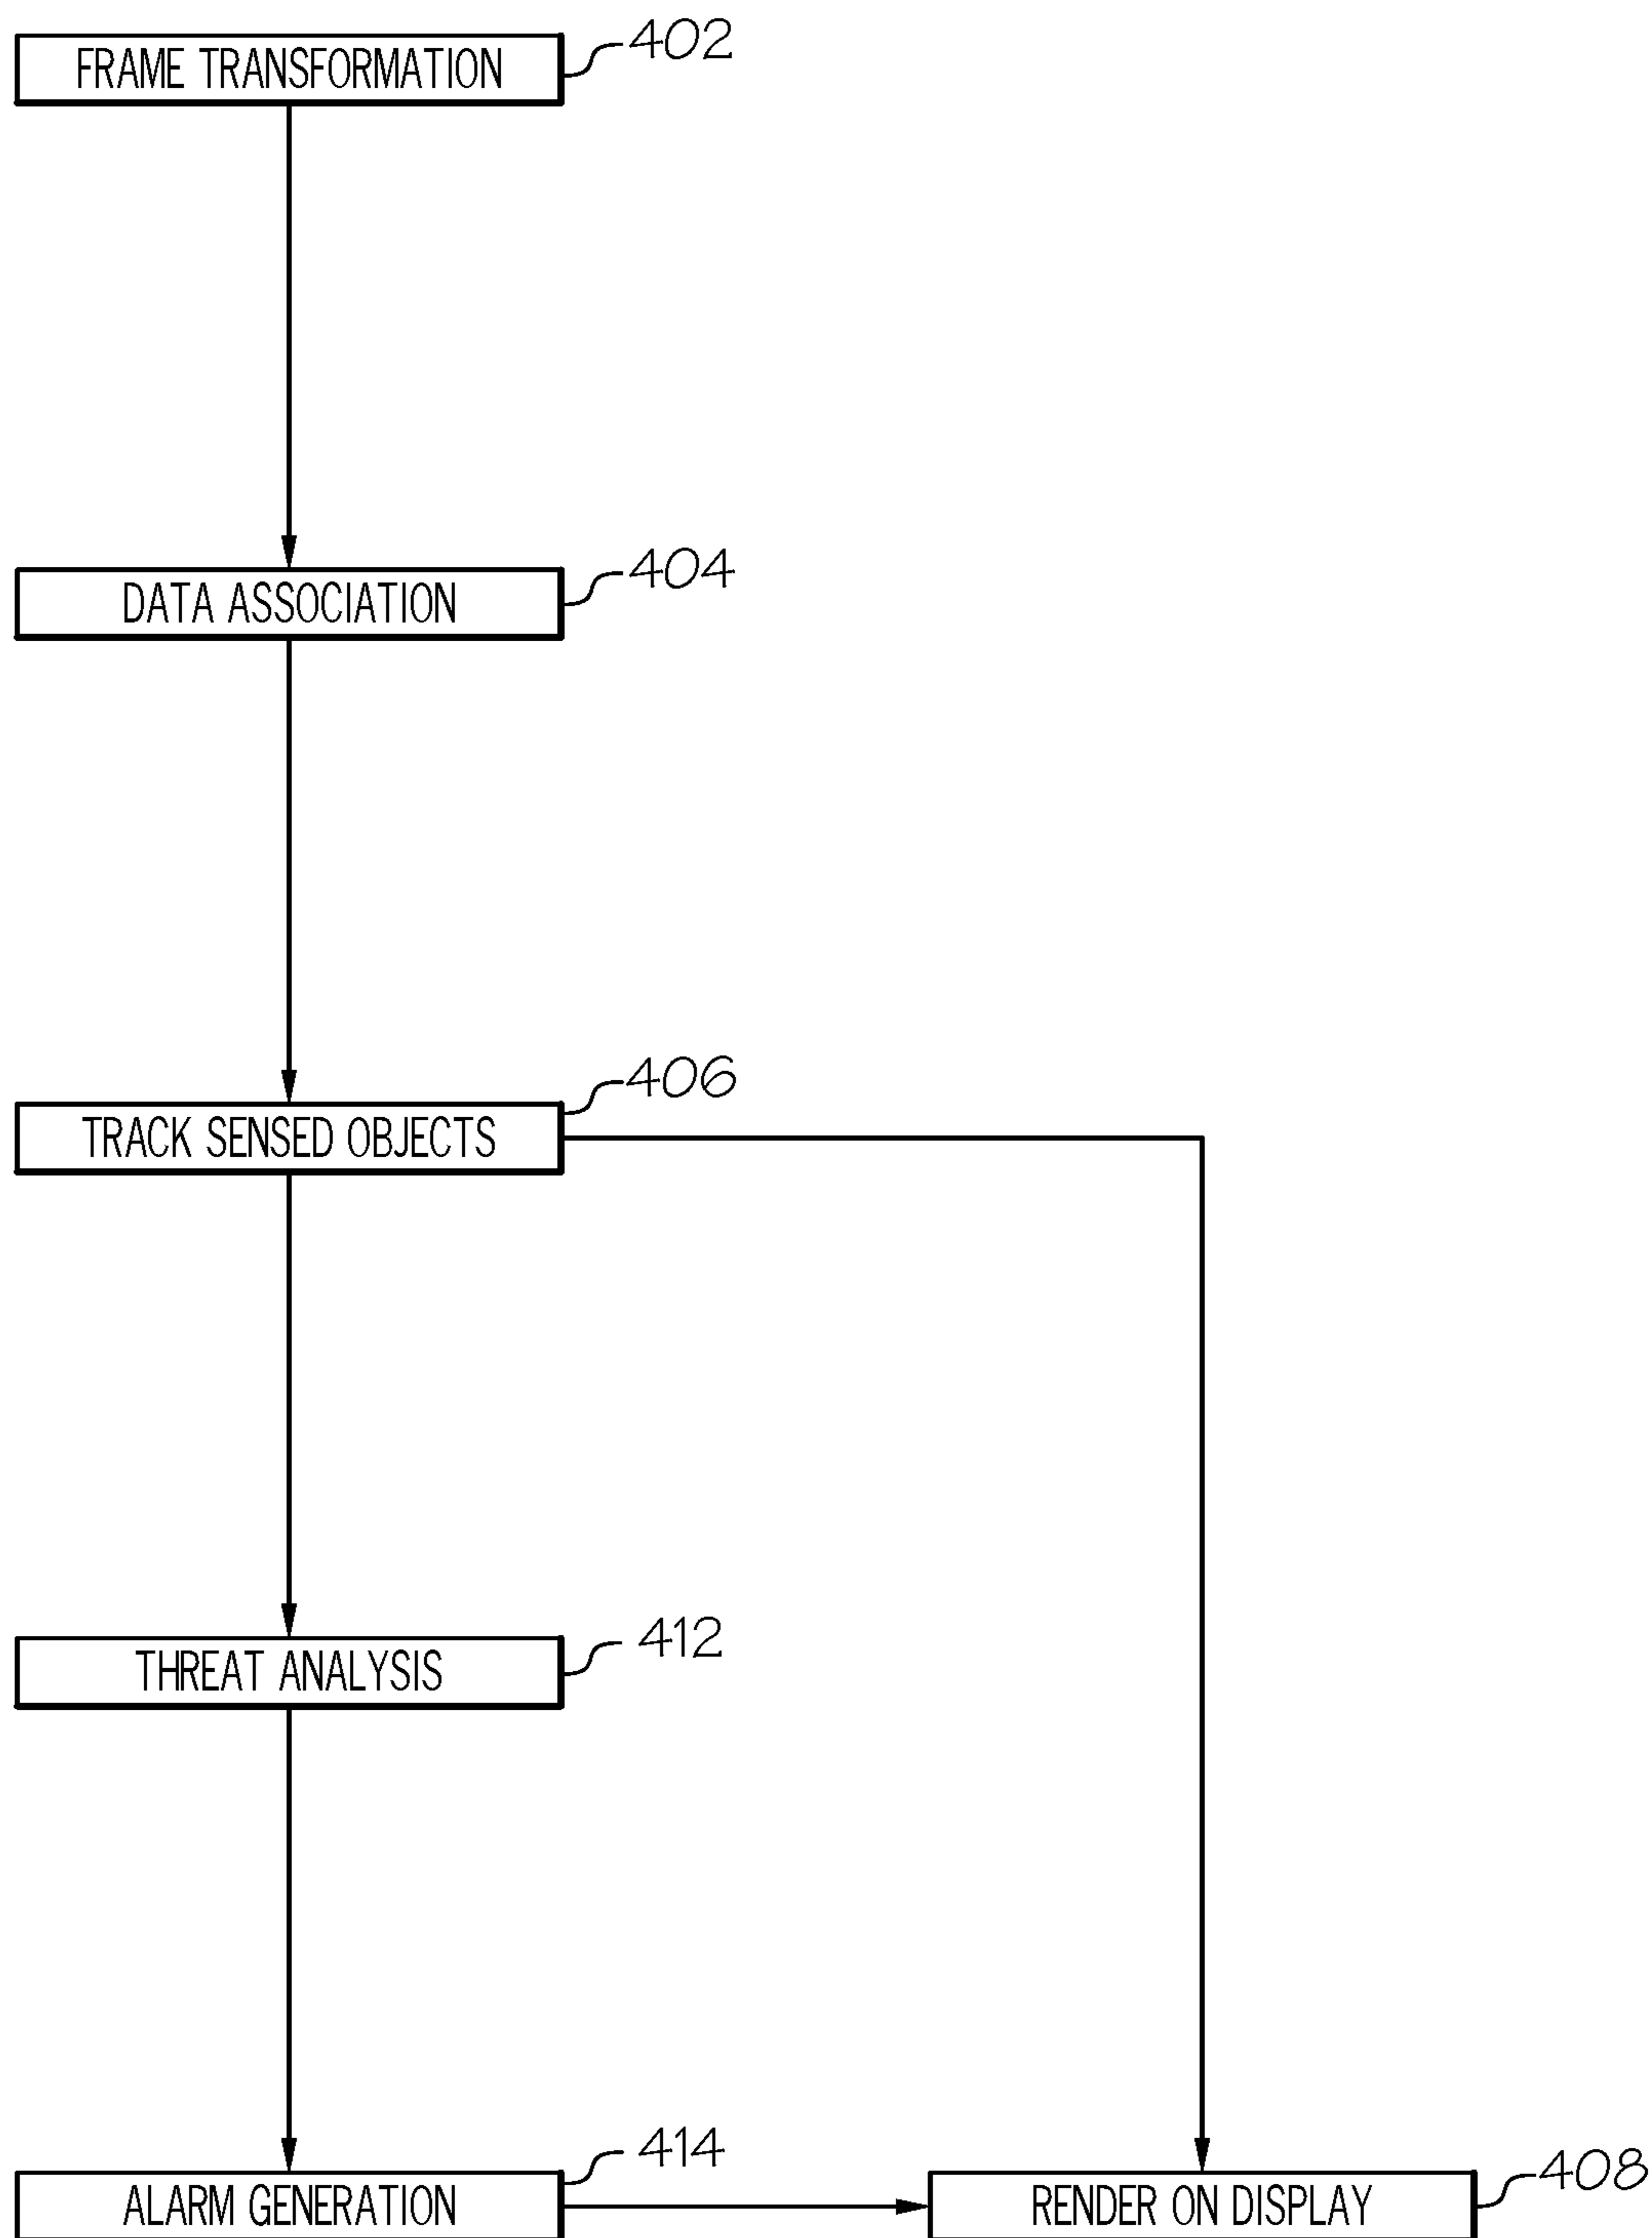 FRAME TRANSFORMATION
402
DATA ASSOCIATION
404
TRACK SENSED OBJECTS
406
THREAT ANALYSIS
412
ALARM GENERATION
414
RENDER ON DISPLAY
408